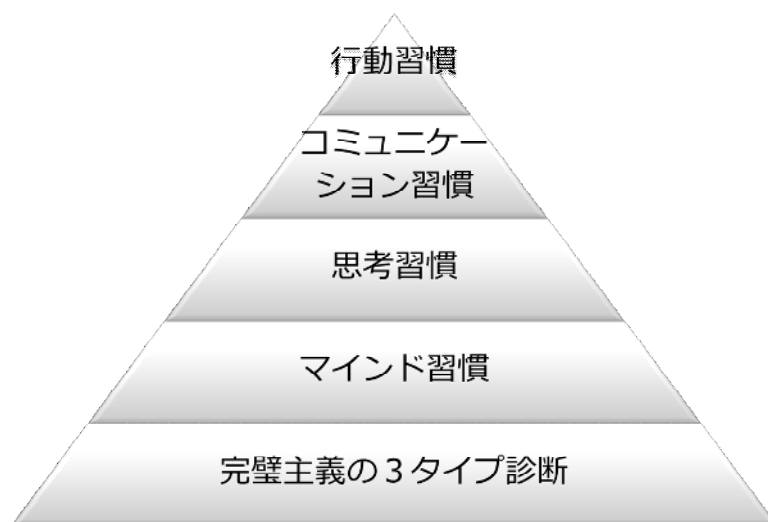 行動習慣
コミュニケー
ション習慣
思考習慣
マインド習慣
完璧主義の３タイプ診断